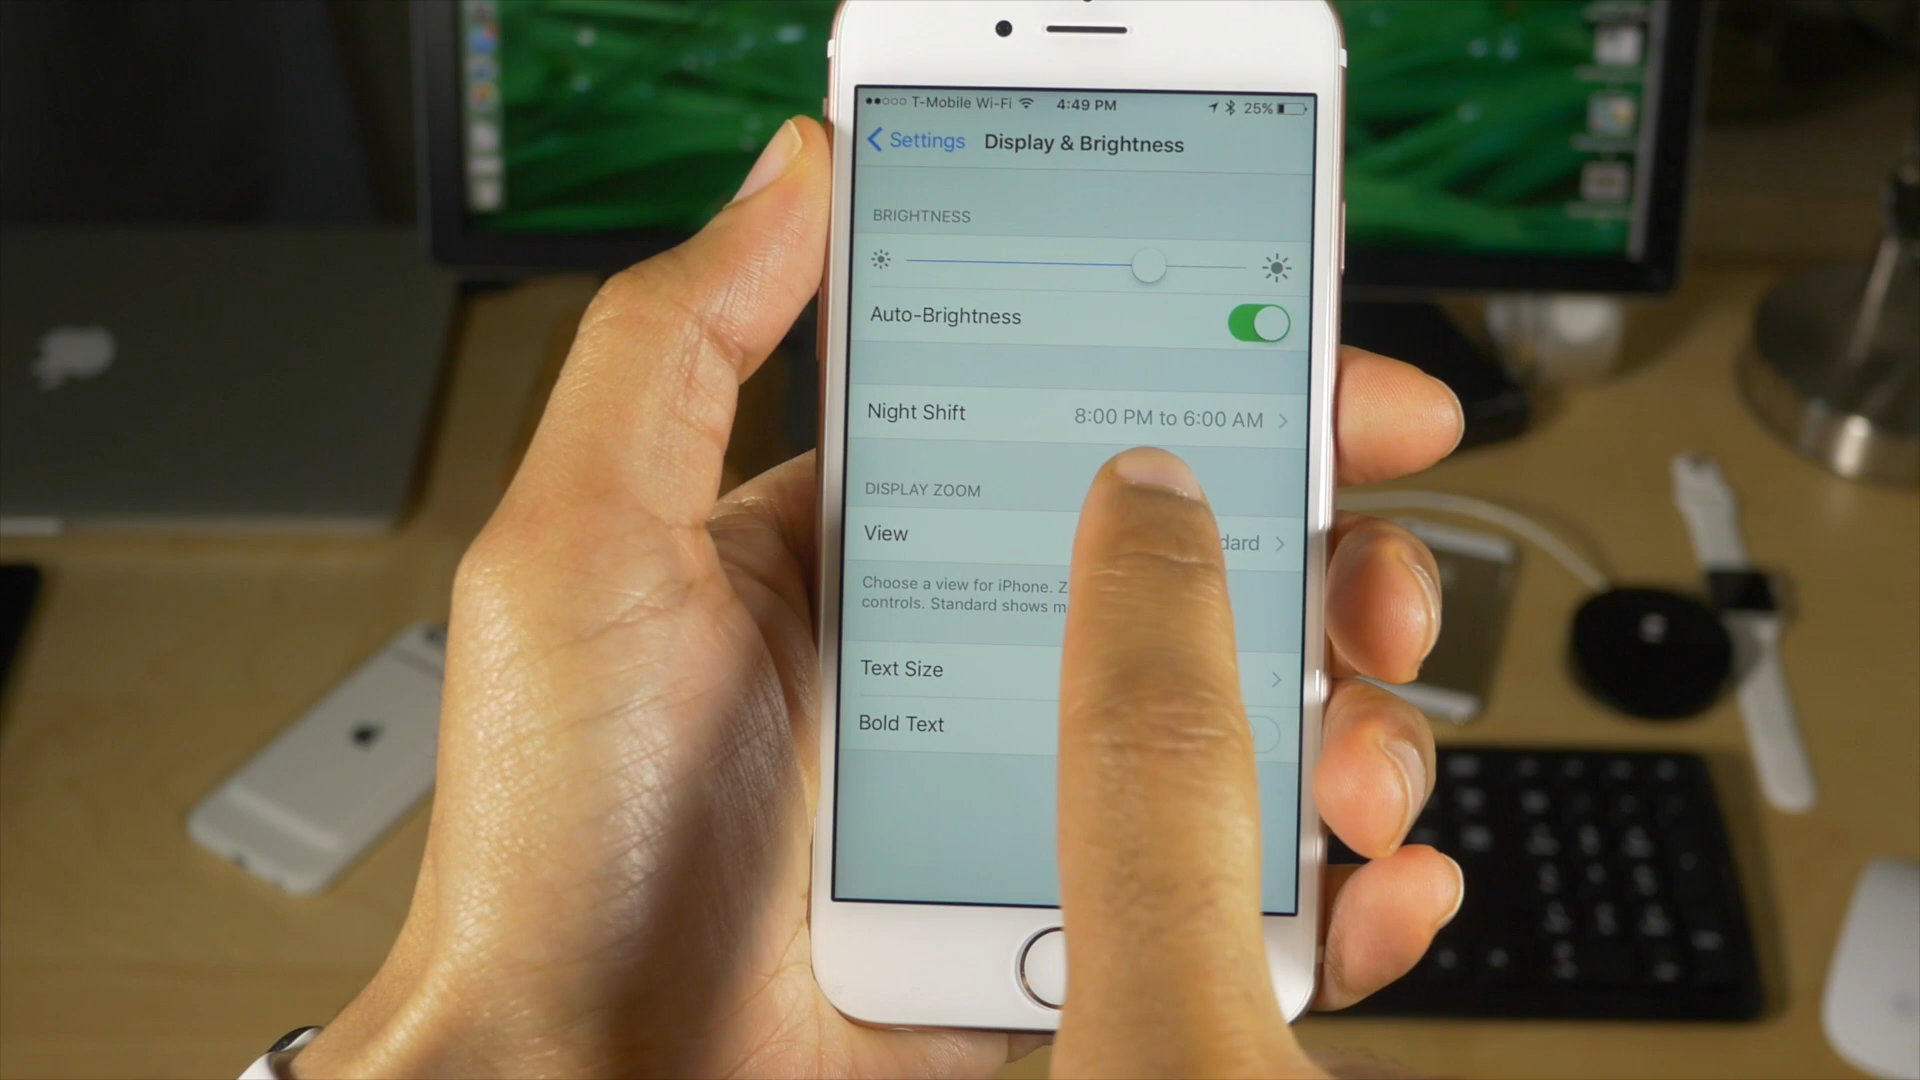 T-Mobile Wi-Fi 4:49 PM 25%
Settings Display & Brightness
BRIGHTNESS
Auto-Brightness
Night Shift 8:00 PM to 6:00 AM
DISPLAY ZOOM
View dard
Choose a view for iPhone. Z
controls. Standard shows m
Text Size
Bold Text